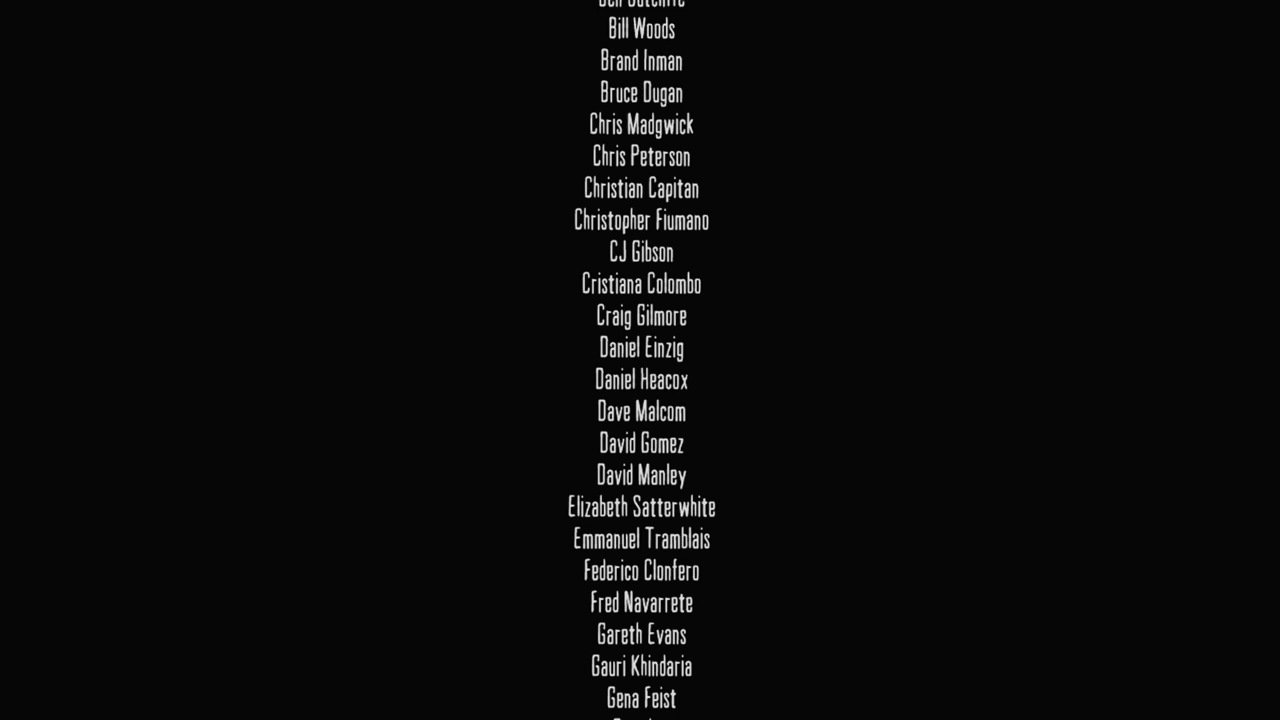 Bill Woods
Brand Inman
Bruce Dugan
Chris Madgwick
Chris Peterson
Christian Capitan
Christopher Fiumano
CJ Gibson
Cristiana Colombo
Craig Gilmore
Daniel Einzig
Daniel Heacox
Dave Malcom
David Gomez
David Manley
Elizabeth Satterwhite
Emmanuel Tramblais
Federico Clonfero
Fred Navarrete
Gareth Evans
Gauri Khindaria
Gena Feist